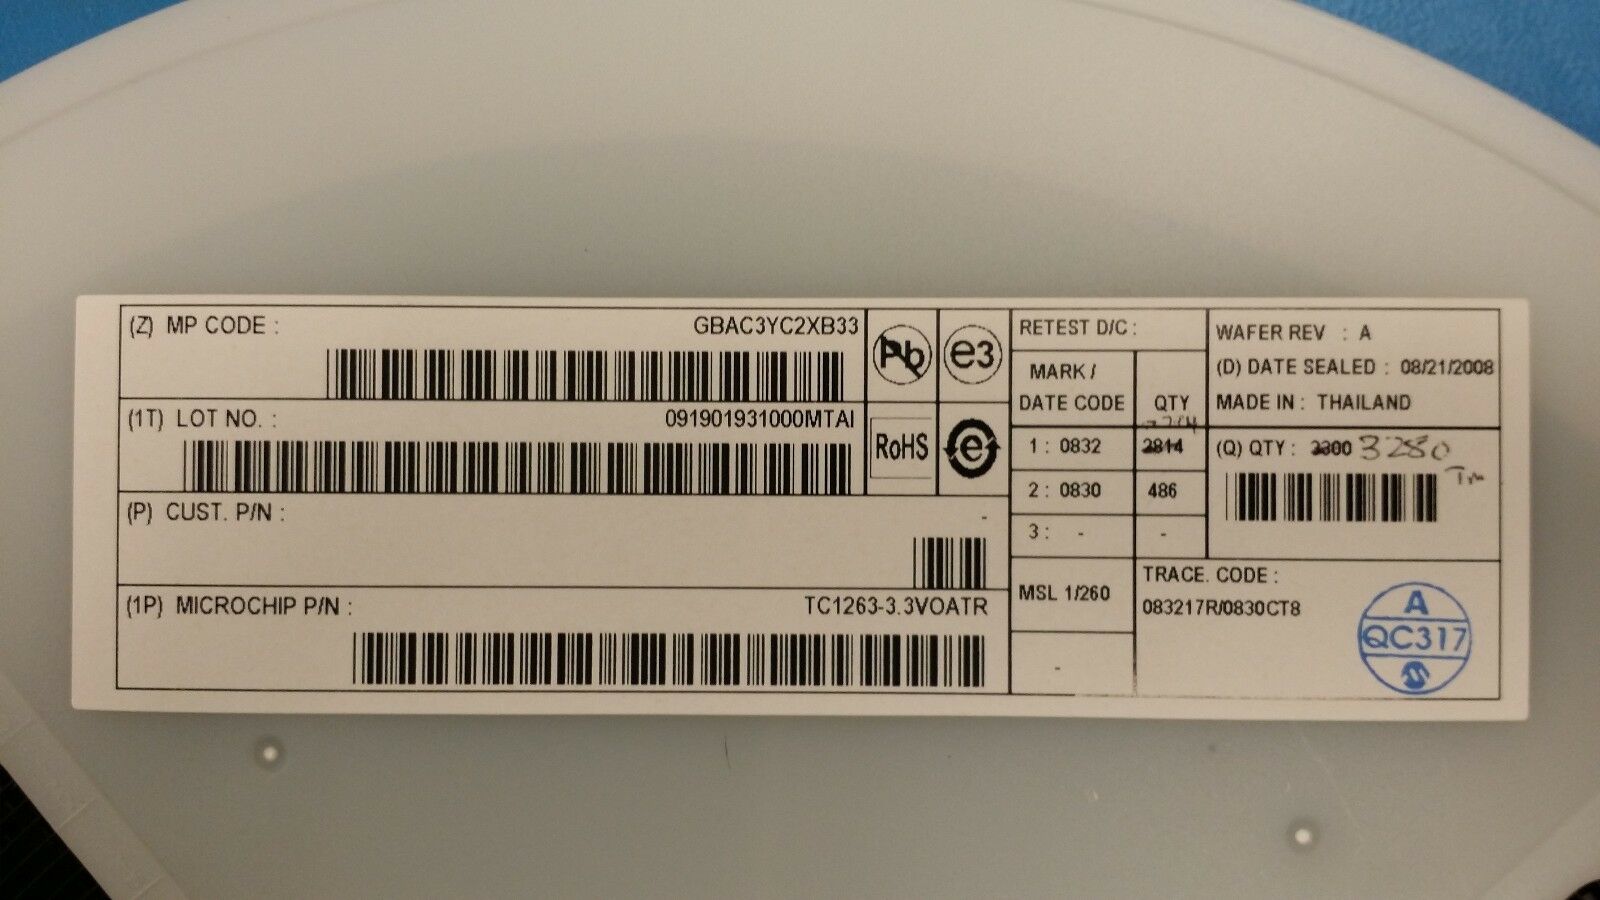 (Z) MP CODE : GBAC3YC2XB33
(1T) LOT NO. : 091901931000MTAI
(P) CUST. P/N : -
(1P) MICROCHIP P/N : TC1263-3.3VOATR
Pb
e3
RoHS
e
RETEST D/C :
MARK / DATE CODE QTY
1 : 0832 2814
2 : 0830 486
3 : - -
MSL 1/260
-
WAFER REV : A
(D) DATE SEALED : 08/21/2008
MADE IN : THAILAND
(Q) QTY : 3300 3280
TRACE. CODE :
083217R/0830CT8
A
QC317